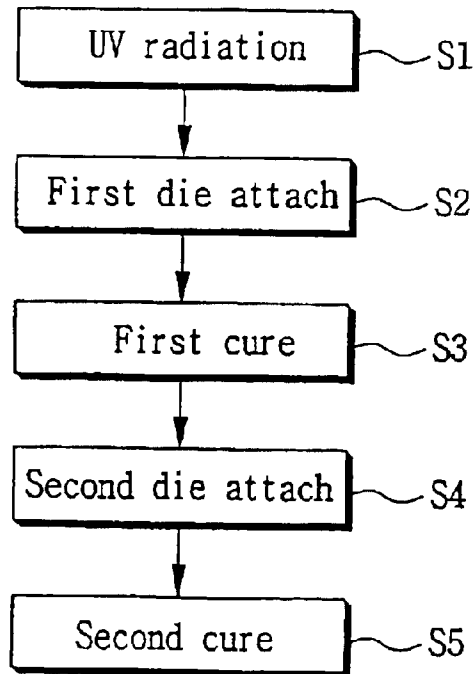 UV radiation S1
First die attach S2
First cure S3
Second die attach S4
Second cure S5